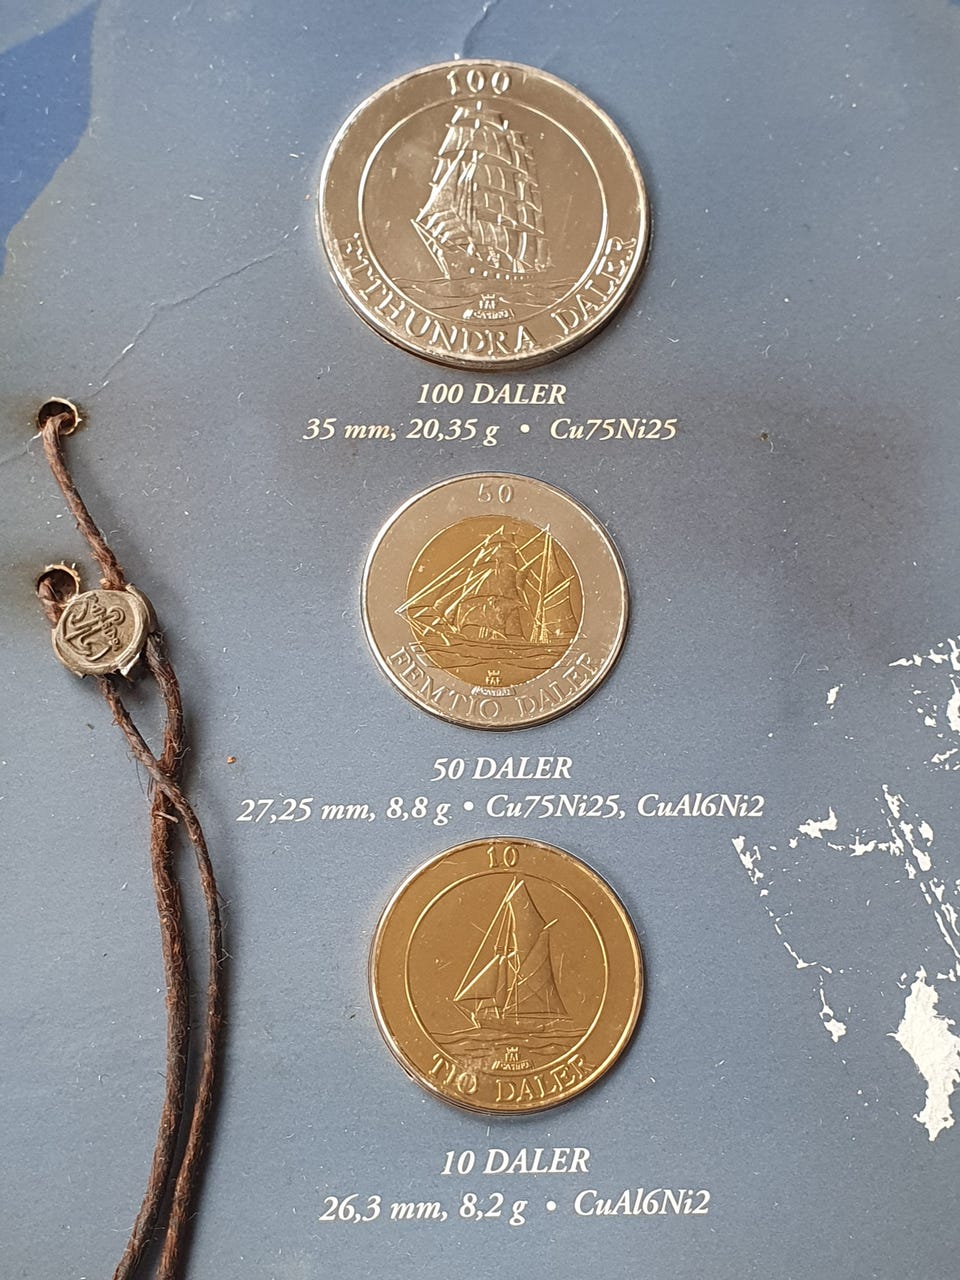 100
ETTHUNDRA DALER
100 DALER
35 mm, 20,35 g • Cu75Ni25
50
FEMTIO DALER
50 DALER
27,25 mm, 8,8 g • Cu75Ni25, CuAl6Ni2
10
TIO DALER
10 DALER
26,3 mm, 8,2 g • CuAl6Ni2